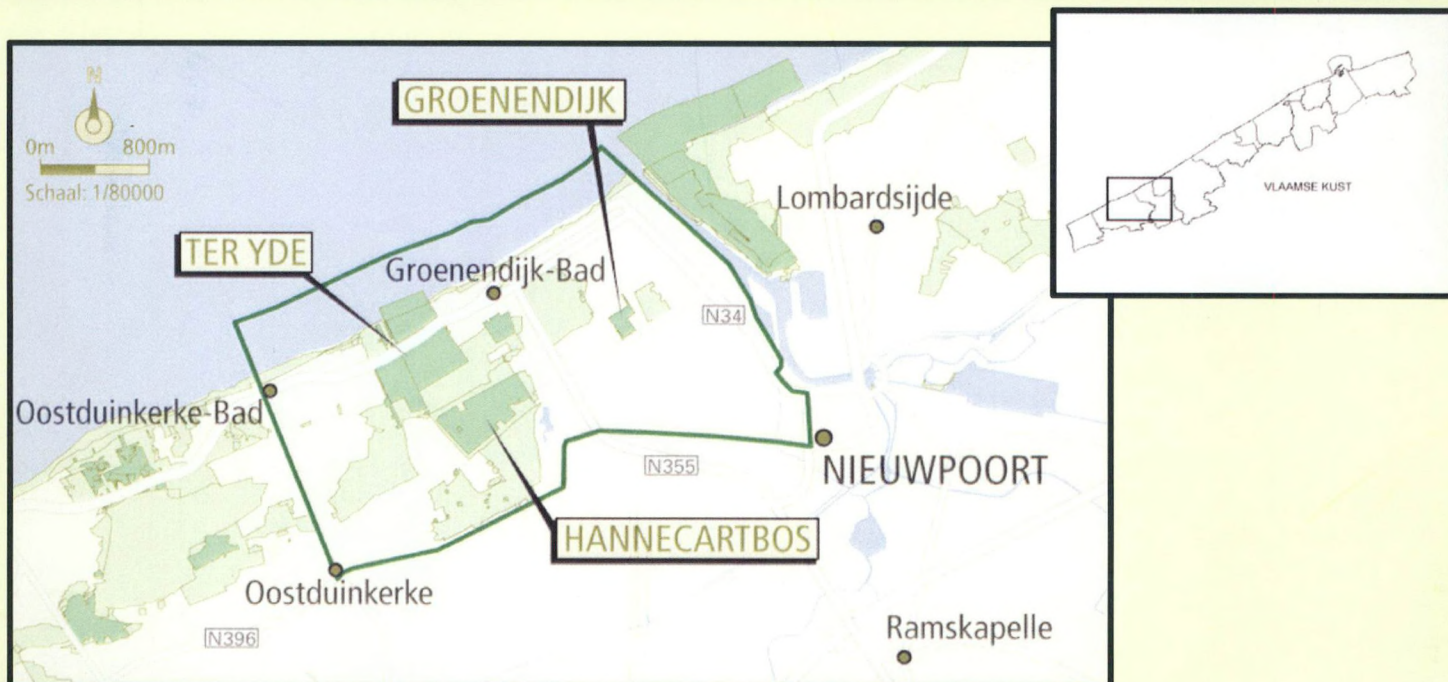 N
0m 800m
Schaal: 1/80000
GROENENDIJK
Lombardsijde
VLAAMSE KUST
TER YDE
Groenendijk-Bad
N34
Oostduinkerke-Bad
NIEUWPOORT
N355
HANNECARTBOS
Oostduinkerke
N396
Ramskapelle